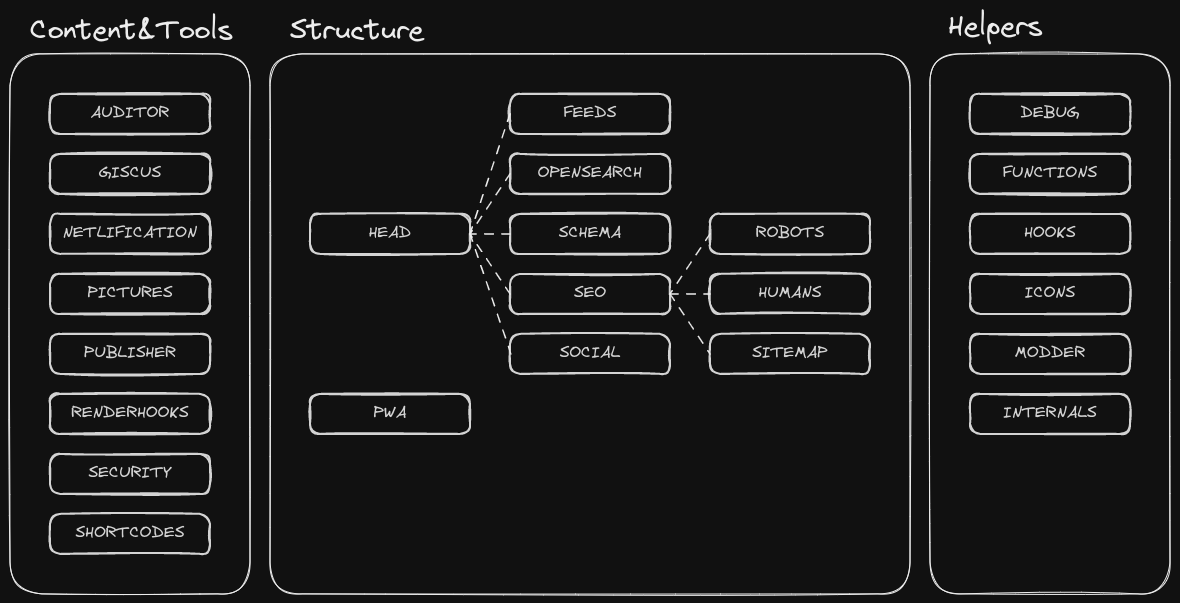 Content&Tools
AUDITOR
GISCUS
NETLIFICATION
PICTURES
PUBLISHER
RENDERHOOKS
SECURITY
SHORTCODES
Structure
HEAD
PWA
FEEDS
OPENSEARCH
SCHEMA
SEO
SOCIAL
ROBOTS
HUMANS
SITEMAP
Helpers
DEBUG
FUNCTIONS
HOOKS
ICONS
MODDER
INTERNALS